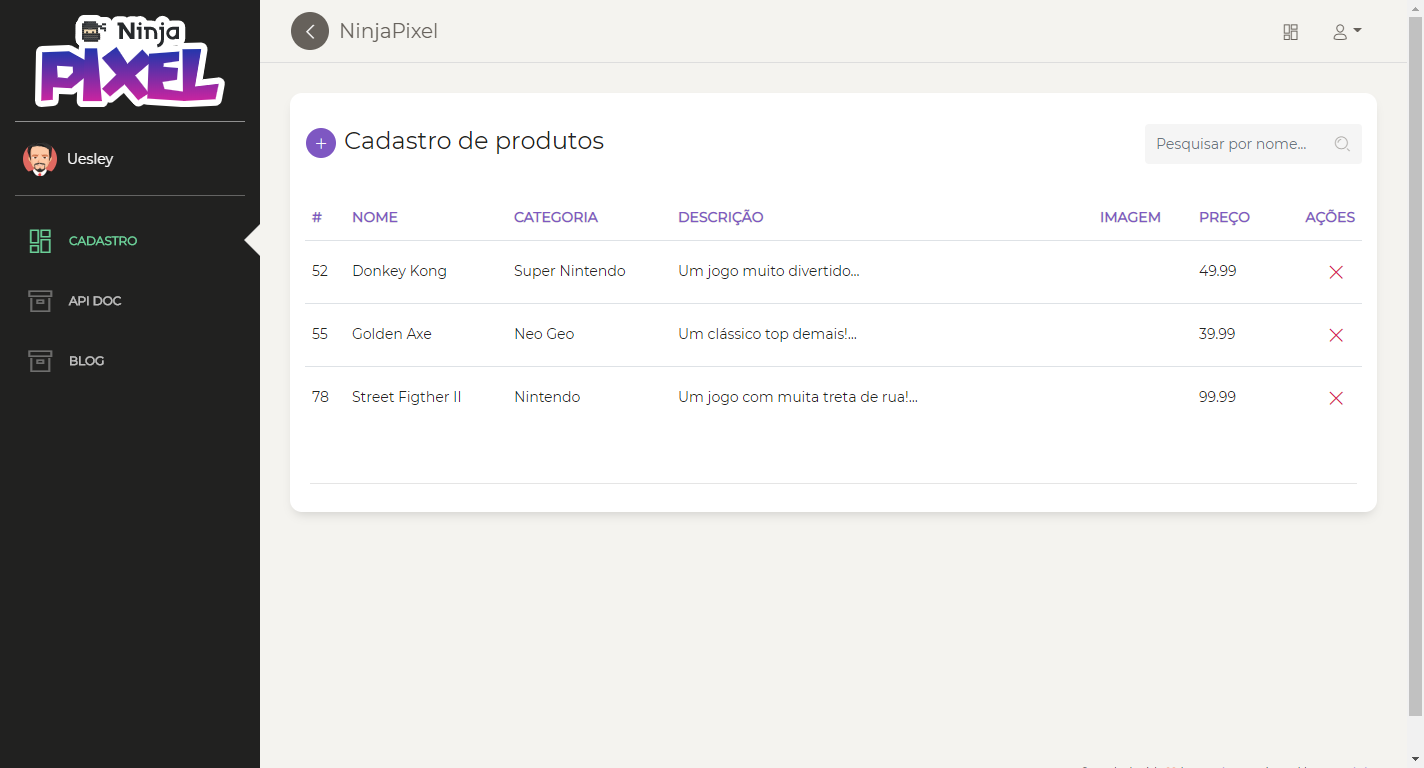 Ninja
PIXEL
NinjaPixel
Uesley
CADASTRO
API DOC
BLOG
+ Cadastro de produtos
Pesquisar por nome...
# NOME CATEGORIA DESCRIÇÃO IMAGEM PREÇO AÇÕES
52 Donkey Kong Super Nintendo Um jogo muito divertido... 49.99
55 Golden Axe Neo Geo Um clássico top demais!... 39.99
78 Street Figther II Nintendo Um jogo com muita treta de rua!... 99.99